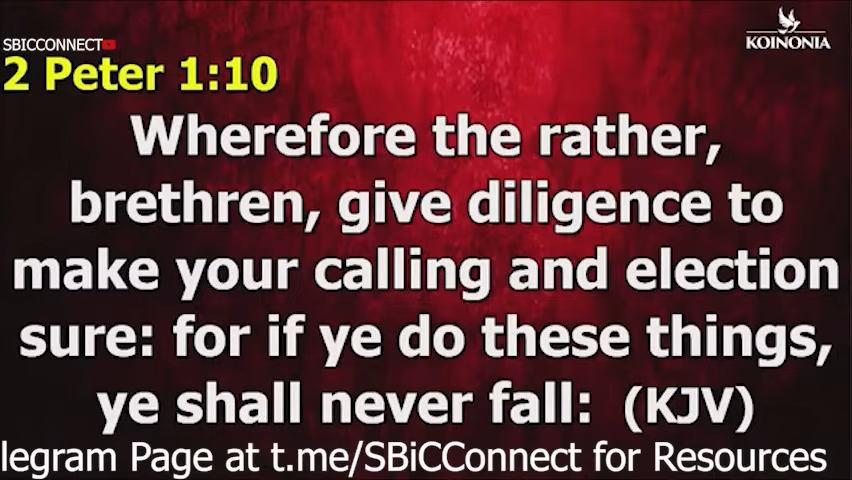 SBICCONNECT
KOINONIA
2 Peter 1:10
Wherefore the rather,
brethren, give diligence to
make your calling and election
sure: for if ye do these things,
ye shall never fall: (KJV)
legram Page at t.me/SBiCConnect for Resources